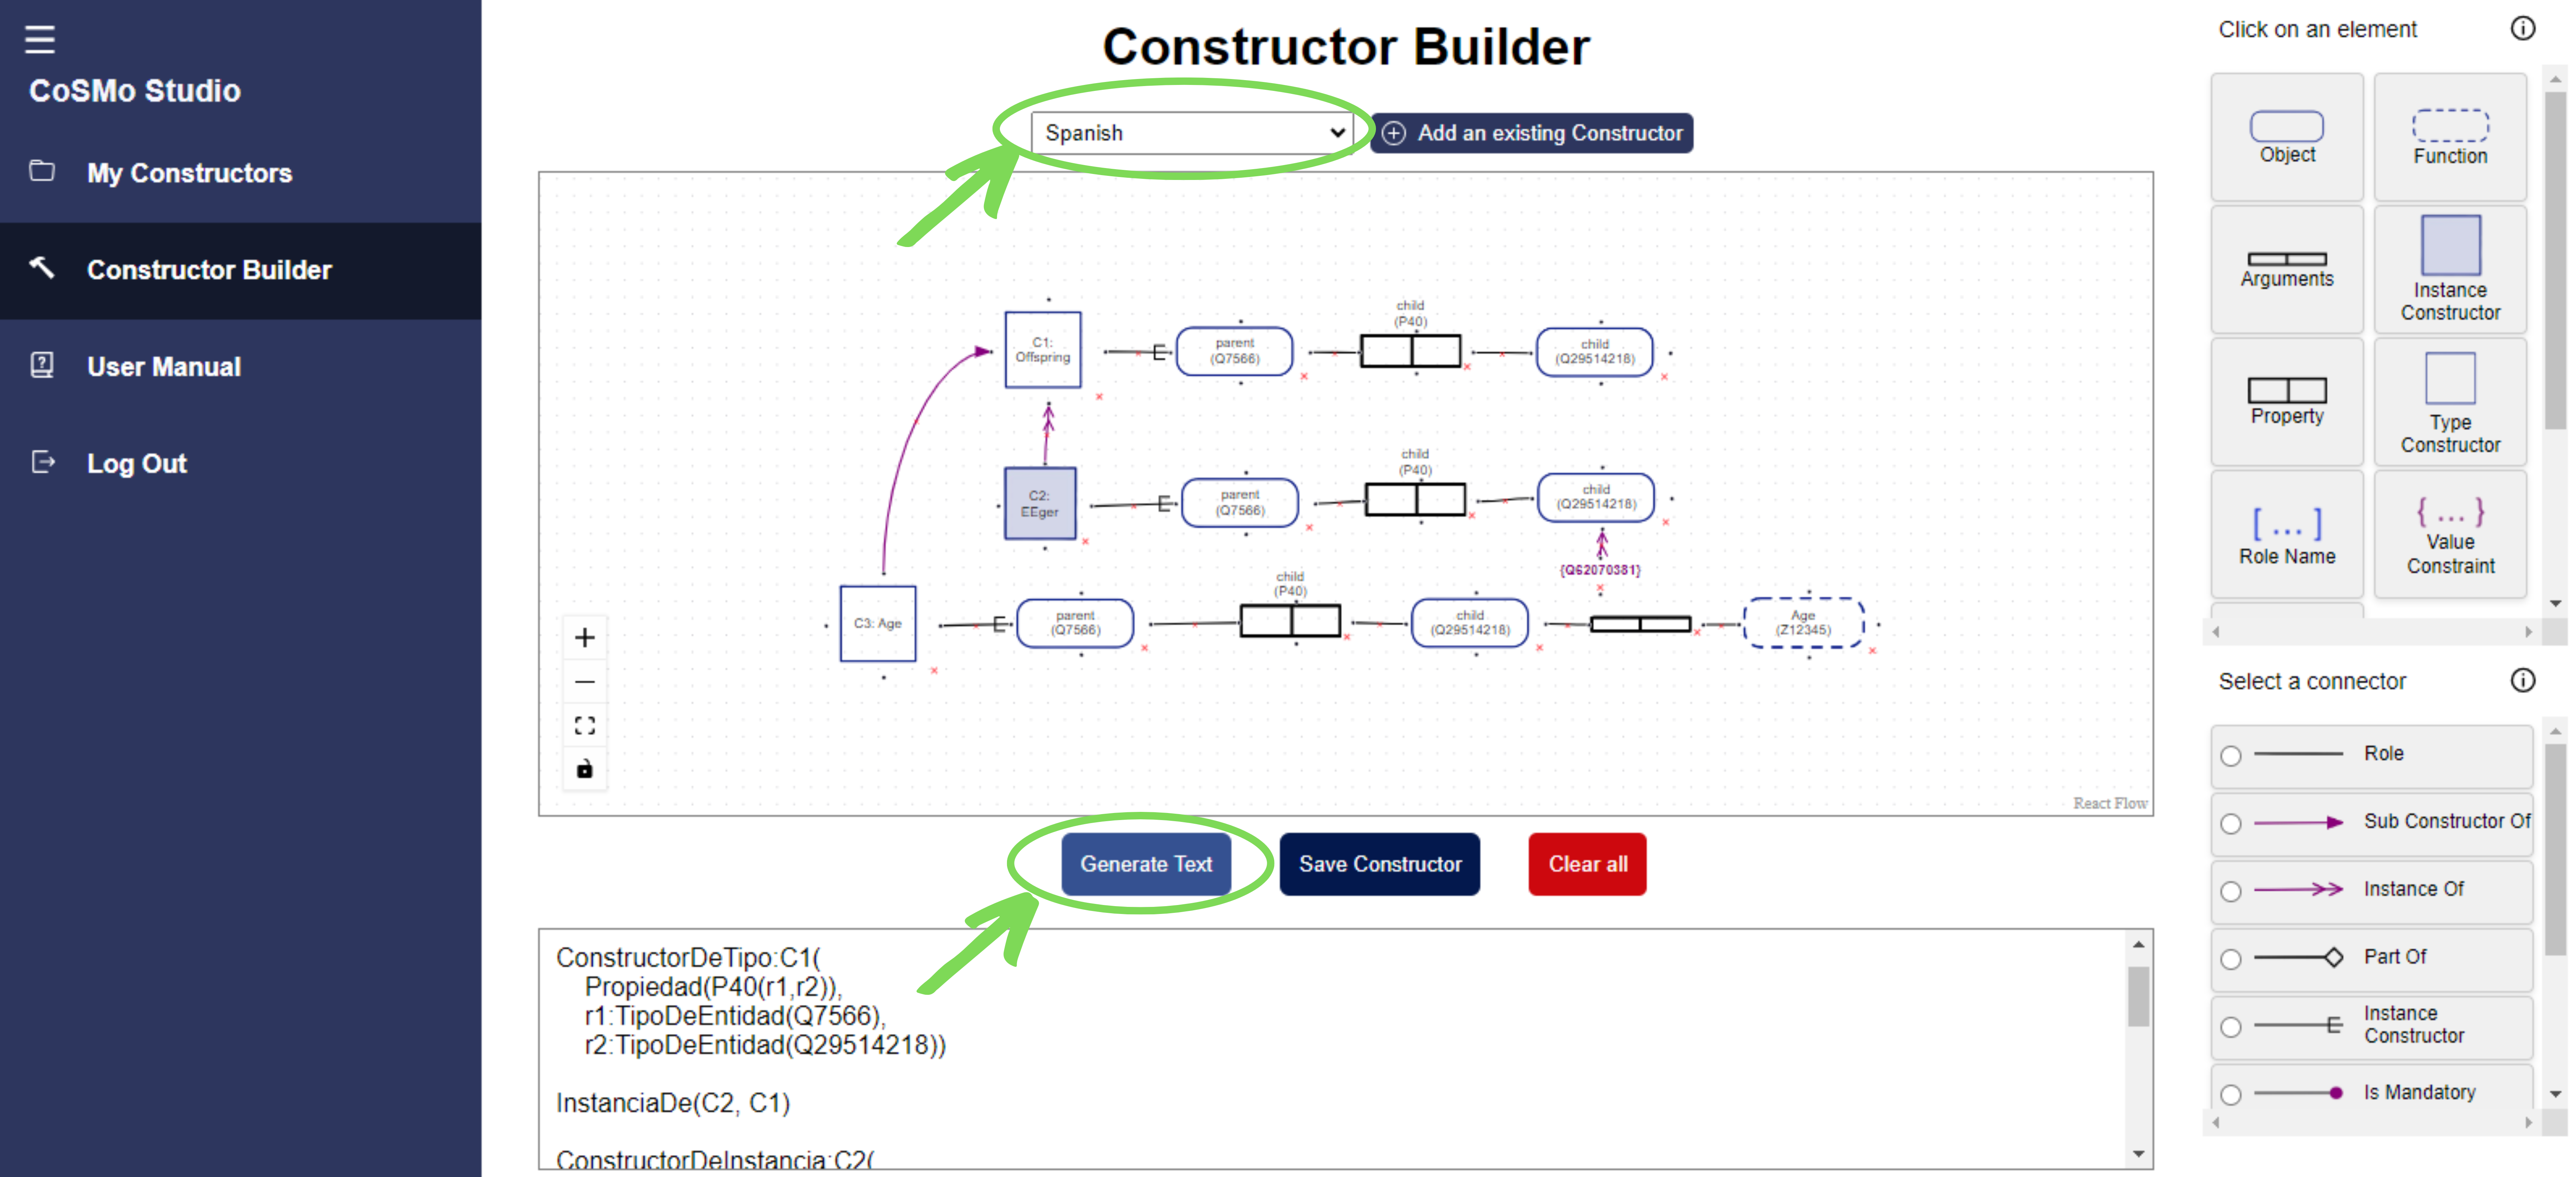 CoSMo Studio
My Constructors
Constructor Builder
User Manual
Log Out
Constructor Builder
Spanish
Add an existing Constructor
C1:
Offspring
parent
(Q7566)
child
(P40)
child
(Q29514218)
C2:
EEger
parent
(Q7566)
child
(P40)
child
(Q29514218)
{Q62070381}
C3: Age
parent
(Q7566)
child
(P40)
child
(Q29514218)
Age
(Z12345)
React Flow
Generate Text
Save Constructor
Clear all
ConstructorDeTipo:C1(
Propiedad(P40(r1,r2)),
r1:TipoDeEntidad(Q7566),
r2:TipoDeEntidad(Q29514218))
InstanciaDe(C2, C1)
ConstructorDeInstancia:C2(
Click on an element
Object
Function
Arguments
Instance
Constructor
Property
Type
Constructor
[ ... ]
Role Name
{ ... }
Value
Constraint
Select a connector
Role
Sub Constructor Of
Instance Of
Part Of
Instance
Constructor
Is Mandatory